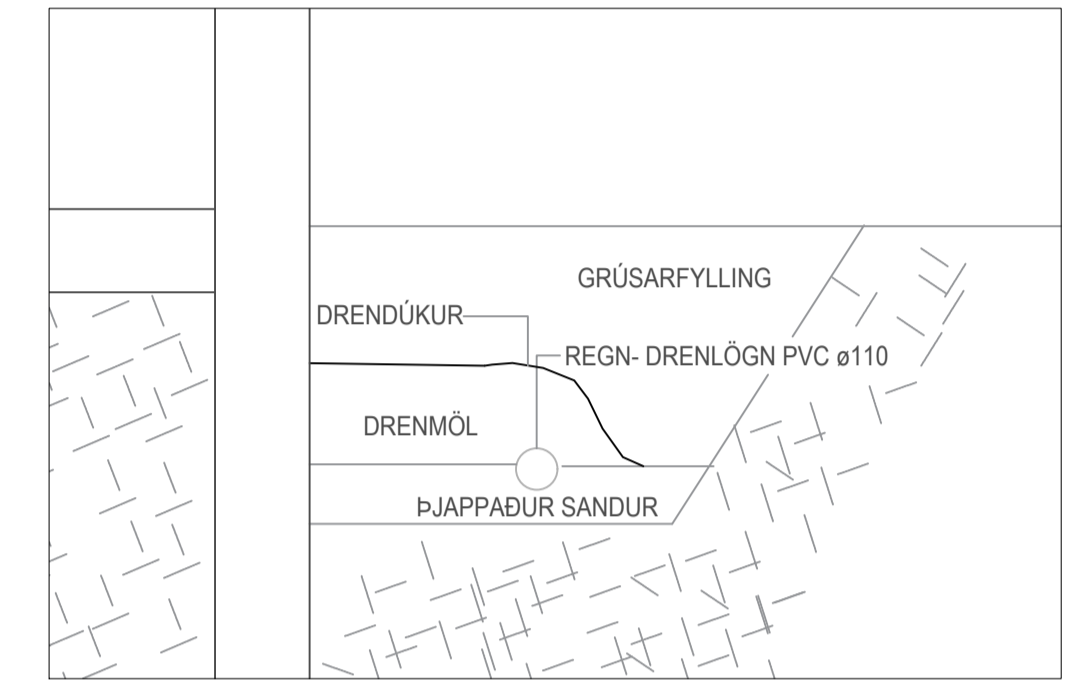 GRÚSARFYLLING
DRENDÚKUR
REGN- DRENLÖGN PVC ø110
DRENMÖL
ÞJAPPAÐUR SANDUR